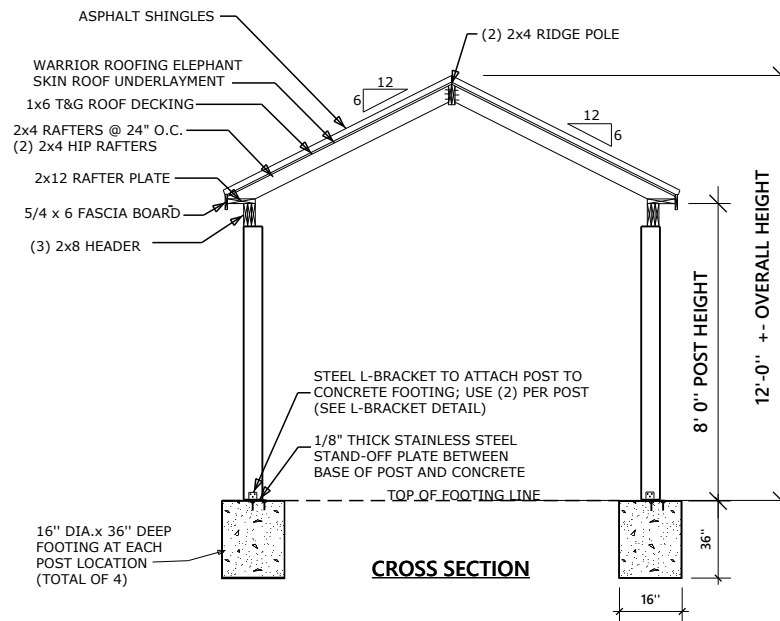 ASPHALT SHINGLES
(2) 2x4 RIDGE POLE
WARRIOR ROOFING ELEPHANT
SKIN ROOF UNDERLAYMENT
12
6
1x6 T&G ROOF DECKING
12
6
2x4 RAFTERS @ 24" O.C.
(2) 2x4 HIP RAFTERS
2x12 RAFTER PLATE
5/4 x 6 FASCIA BOARD
(3) 2x8 HEADER
8' 0" POST HEIGHT
12'-0" +- OVERALL HEIGHT
STEEL L-BRACKET TO ATTACH POST TO
CONCRETE FOOTING; USE (2) PER POST
(SEE L-BRACKET DETAIL)
1/8" THICK STAINLESS STEEL
STAND-OFF PLATE BETWEEN
BASE OF POST AND CONCRETE
TOP OF FOOTING LINE
16" DIA.x 36" DEEP
FOOTING AT EACH
POST LOCATION
(TOTAL OF 4)
CROSS SECTION
36"
16"